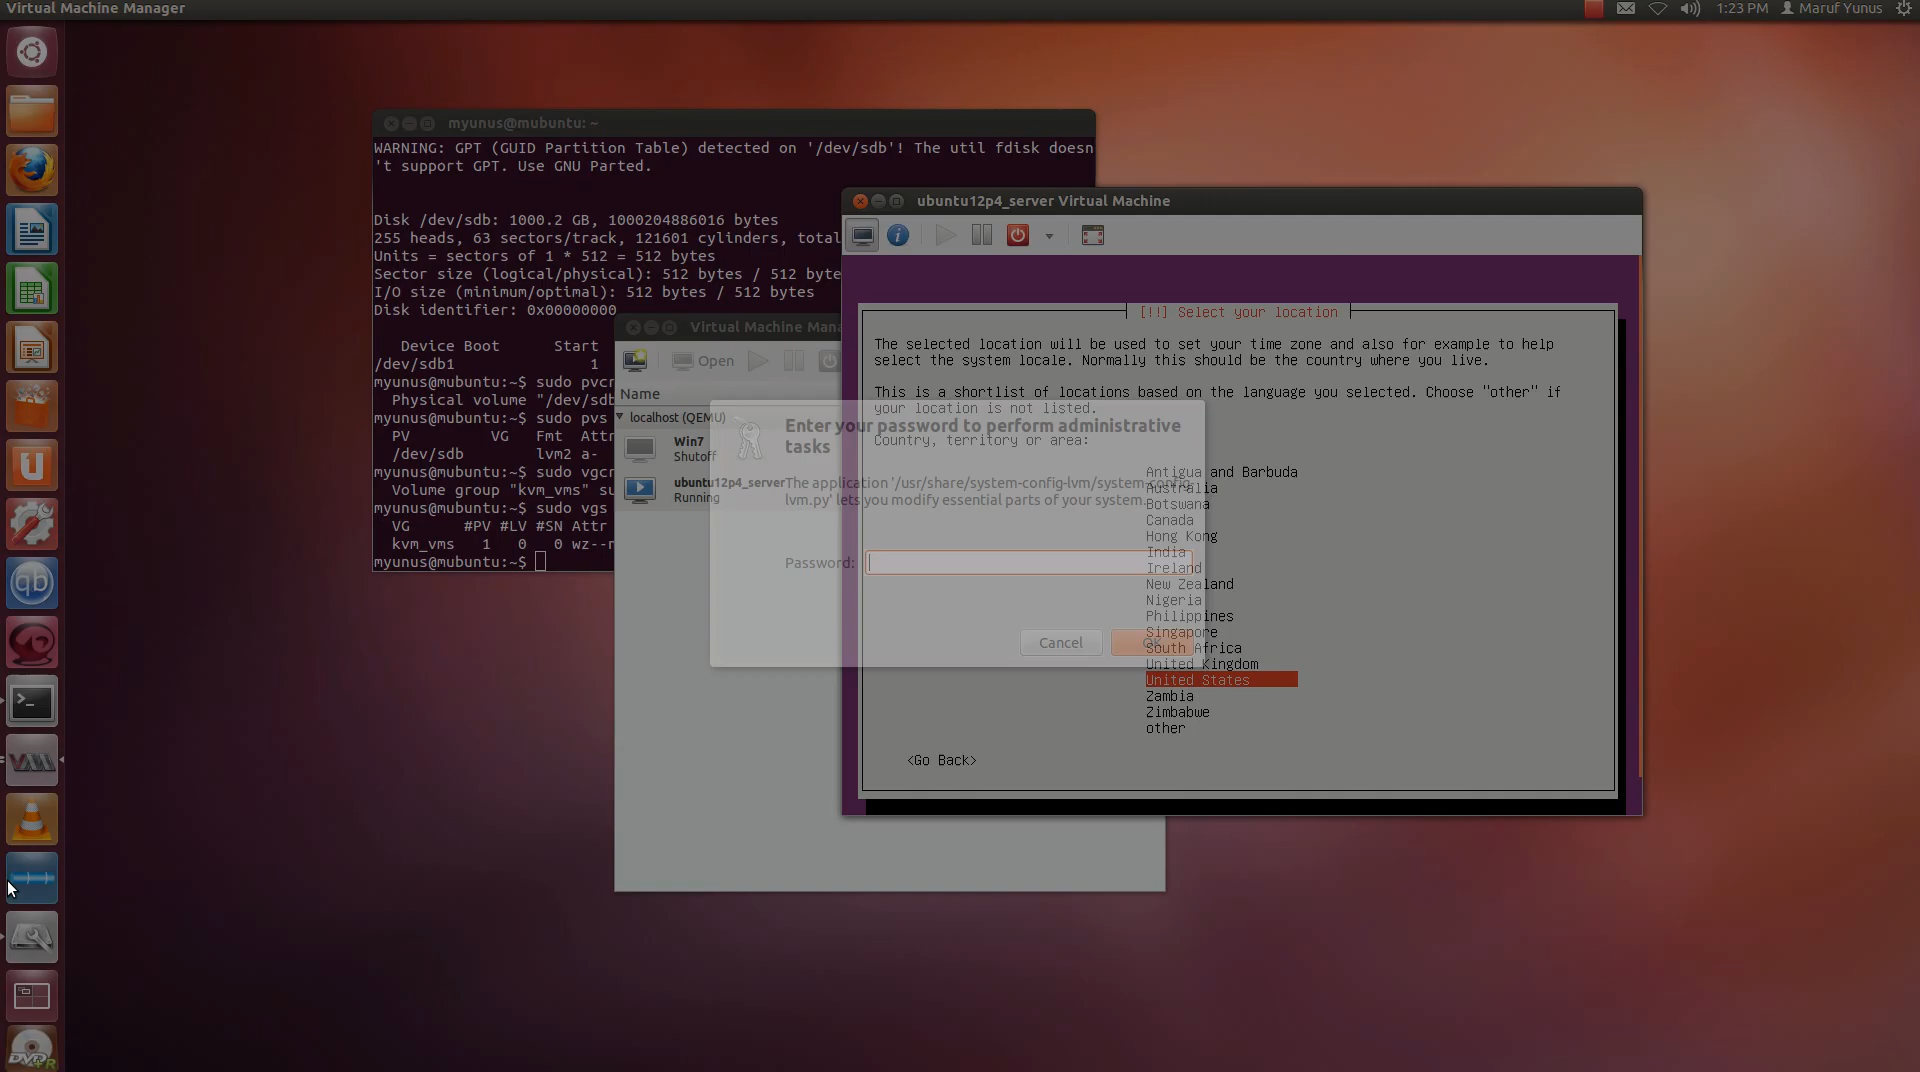 Virtual Machine Manager
1:23 PM
Maruf Yunus
myunus@mubuntu: ~
WARNING: GPT (GUID Partition Table) detected on '/dev/sdb'! The util fdisk doesn
't support GPT. Use GNU Parted.
Disk /dev/sdb: 1000.2 GB, 1000204886016 bytes
255 heads, 63 sectors/track, 121601 cylinders, total
Units = sectors of 1 * 512 = 512 bytes
Sector size (logical/physical): 512 bytes / 512 byte
I/O size (minimum/optimal): 512 bytes / 512 bytes
Disk identifier: 0x00000000
Device Boot Start
/dev/sdb1 1
myunus@mubuntu:~$ sudo pvcr
Physical volume "/dev/sdb
myunus@mubuntu:~$ sudo pvs
PV VG Fmt Attr
/dev/sdb lvm2 a-
myunus@mubuntu:~$ sudo vgcr
Volume group "kvm_vms" su
myunus@mubuntu:~$ sudo vgs
VG #PV #LV #SN Attr
kvm_vms 1 0 0 wz--n
myunus@mubuntu:~$
Virtual Machine Mana
Open
Name
localhost (QEMU)
Win7
Shutoff
ubuntu12p4_server
Running
Enter your password to perform administrative
tasks
The application '/usr/share/system-config-lvm/system-config-
lvm.py' lets you modify essential parts of your system.
Password:
Cancel
OK
ubuntu12p4_server Virtual Machine
[!!] Select your location
The selected location will be used to set your time zone and also for example to help
select the system locale. Normally this should be the country where you live.
This is a shortlist of locations based on the language you selected. Choose "other" if
your location is not listed.
Country, territory or area:
Antigua and Barbuda
Australia
Botswana
Canada
Hong Kong
India
Ireland
New Zealand
Nigeria
Philippines
Singapore
South Africa
United Kingdom
United States
Zambia
Zimbabwe
other
<Go Back>
U
qb
>_
DVD+R